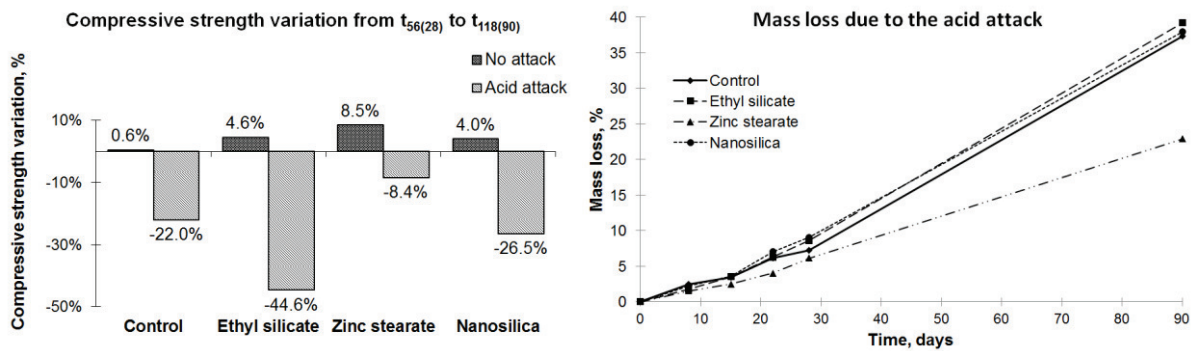 Compressive strength variation from t56(28) to t118(90)
No attack
Acid attack
Compressive strength variation, %
10%
-10%
-30%
-50%
0.6%
4.6%
8.5%
4.0%
-22.0%
-44.6%
-8.4%
-26.5%
Control
Ethyl silicate
Zinc stearate
Nanosilica
Mass loss due to the acid attack
Control
Ethyl silicate
Zinc stearate
Nanosilica
Mass loss, %
40
35
30
25
20
15
10
5
0
0 10 20 30 40 50 60 70 80 90
Time, days